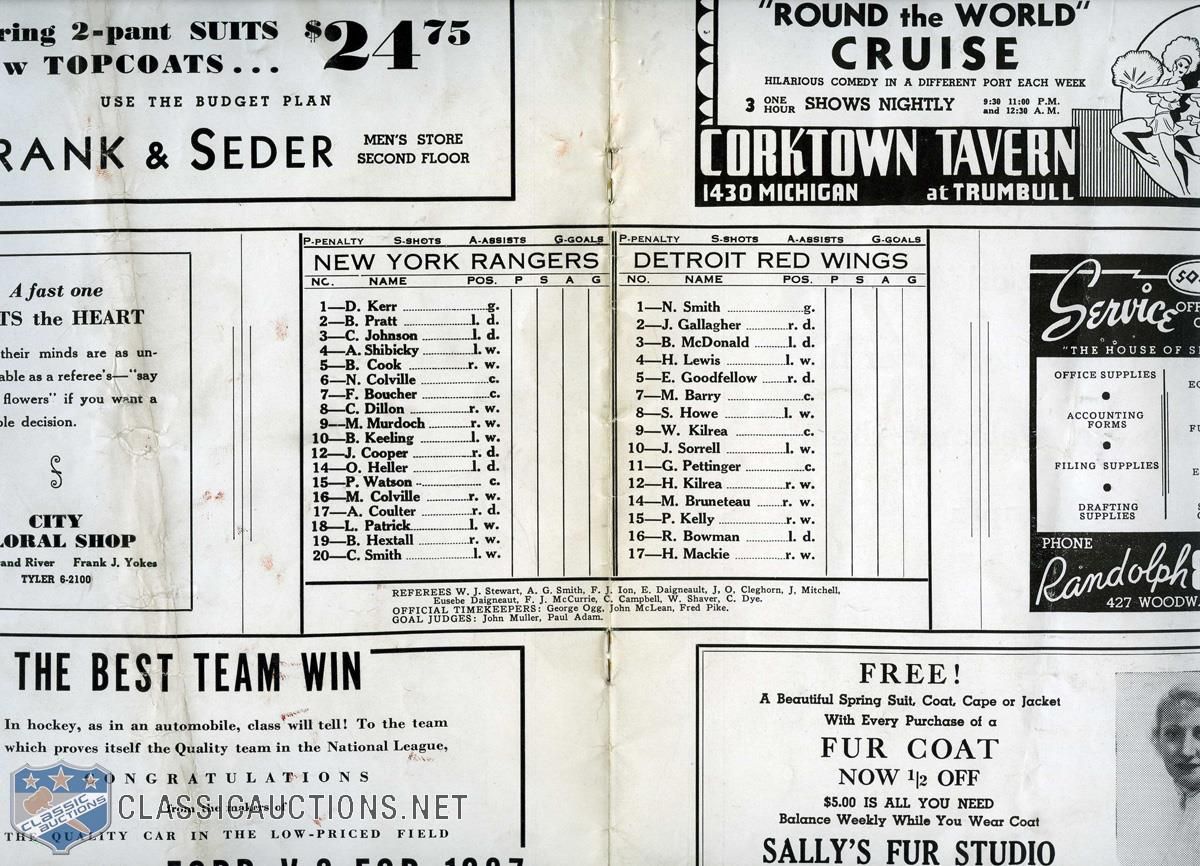 ring 2-pant SUITS $24 75
w TOPCOATS...
USE THE BUDGET PLAN
RANK & SEDER
MEN'S STORE
SECOND FLOOR
"ROUND the WORLD"
CRUISE
HILARIOUS COMEDY IN A DIFFERENT PORT EACH WEEK
3 ONE HOUR SHOWS NIGHTLY 9:30 11:00 P.M. and 12:30 A.M.
CORKTOWN TAVERN
1430 MICHIGAN at TRUMBULL
A fast one
TS the HEART
their minds are as un-
able as a referee's—"say
flowers" if you want a
ble decision.
CITY
LORAL SHOP
and River Frank J. Yokes
TYLER 6-2100
P-PENALTY S-SHOTS A-ASSISTS G-GOALS
NEW YORK RANGERS
NO. NAME POS. P S A G
1—D. Kerr g.
2—B. Pratt l. d.
3—C. Johnson l. d.
4—A. Shibicky l. w.
5—B. Cook r. w.
6—N. Colville c.
7—F. Boucher c.
8—C. Dillon r. w.
9—M. Murdoch r. w.
10—B. Keeling l. w.
12—J. Cooper r. d.
14—O. Heller l. d.
15—P. Watson c.
16—M. Colville r. w.
17—A. Coulter r. d.
18—L. Patrick l. w.
19—B. Hextall r. w.
20—C. Smith l. w.
P-PENALTY S-SHOTS A-ASSISTS G-GOALS
DETROIT RED WINGS
NO. NAME POS. P S A G
1—N. Smith g.
2—J. Gallagher r. d.
3—B. McDonald l. d.
4—H. Lewis l. w.
5—E. Goodfellow r. d.
7—M. Barry c.
8—S. Howe l. w.
9—W. Kilrea c.
10—J. Sorrell l. w.
11—G. Pettinger c.
12—H. Kilrea r. w.
14—M. Bruneteau r. w.
15—P. Kelly r. w.
16—R. Bowman l. d.
17—H. Mackie r. w.
REFEREES W. J. Stewart, A. G. Smith, F. J. Ion, E. Daigneault, J, O, Cleghorn, J. Mitchell,
Eusebe Daigneaut, F. J. McCurrie, C. Campbell, W. Shaver, C. Dye.
OFFICIAL TIMEKEEPERS: George Ogg, John McLean, Fred Pike.
GOAL JUDGES: John Muller, Paul Adam.
SO
Service OF
"THE HOUSE OF S
OFFICE SUPPLIES
ACCOUNTING
FORMS
FILING SUPPLIES
DRAFTING
SUPPLIES
PHONE
Randolph
427 WOODW
THE BEST TEAM WIN
In hockey, as in an automobile, class will tell! To the team
which proves itself the Quality team in the National League,
CONGRATULATIONS
from the makers of
THE QUALITY CAR IN THE LOW-PRICED FIELD
FORD V-8 FOR 1937
CLASSIC AUCTIONS
CLASSICAUCTIONS.NET
FREE!
A Beautiful Spring Suit, Coat, Cape or Jacket
With Every Purchase of a
FUR COAT
NOW 1/2 OFF
$5.00 IS ALL YOU NEED
Balance Weekly While You Wear Coat
SALLY'S FUR STUDIO